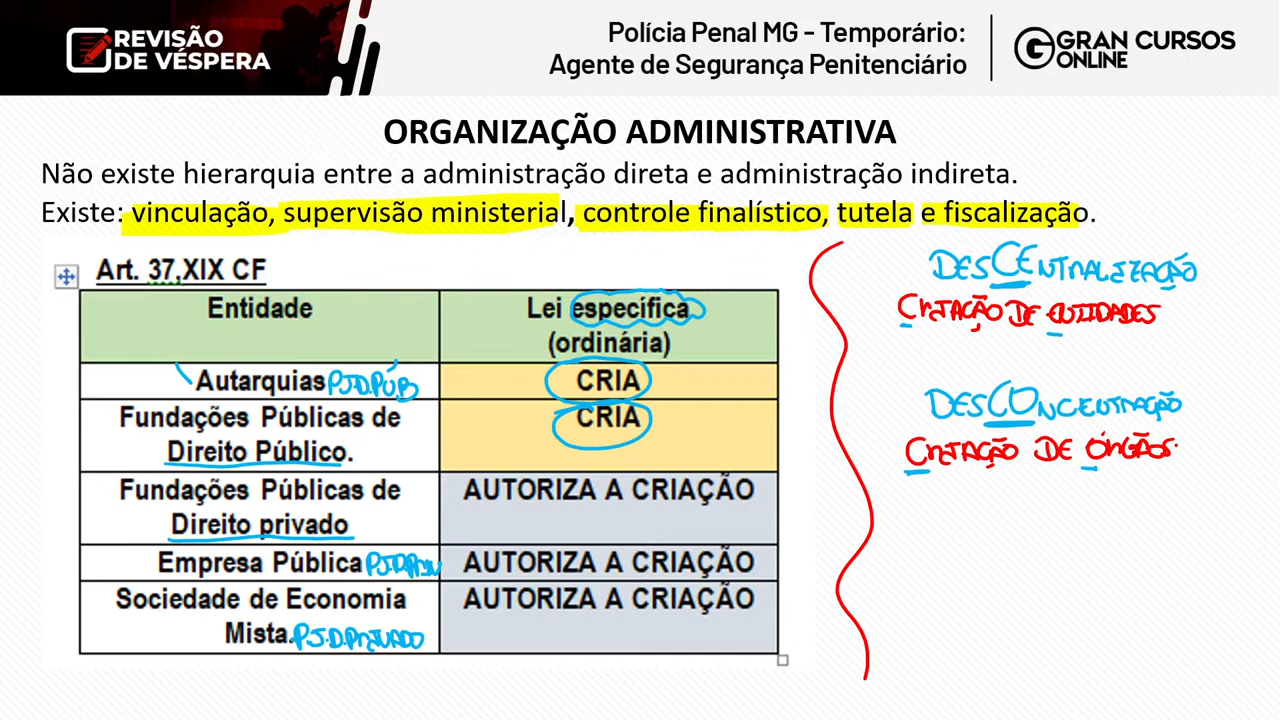 REVISÃO
DE VÉSPERA
Polícia Penal MG - Temporário:
Agente de Segurança Penitenciário
GRAN CURSOS
ONLINE
ORGANIZAÇÃO ADMINISTRATIVA
Não existe hierarquia entre a administração direta e administração indireta.
Existe: vinculação, supervisão ministerial, controle finalístico, tutela e fiscalização.
Art. 37,XIX CF
Entidade
Lei específica
(ordinária)
Autarquias P.J.D.PÚB
CRIA
Fundações Públicas de
Direito Público.
CRIA
Fundações Públicas de
Direito privado
AUTORIZA A CRIAÇÃO
Empresa Pública P.J.D.PRIV
AUTORIZA A CRIAÇÃO
Sociedade de Economia
Mista. P.J.D.PRIVADO
AUTORIZA A CRIAÇÃO
DESCENTRALIZAÇÃO
CRIAÇÃO DE ENTIDADES
DESCONCENTRAÇÃO
CRIAÇÃO DE ÓRGÃOS.